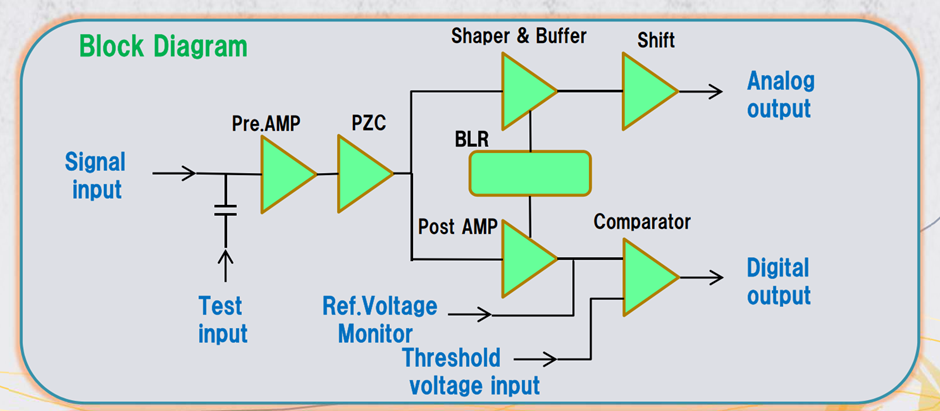 Block Diagram
Shaper & Buffer
Shift
Analog
output
Pre.AMP
PZC
BLR
Signal
input
Post AMP
Comparator
Digital
output
Test
input
Ref.Voltage
Monitor
Threshold
voltage input